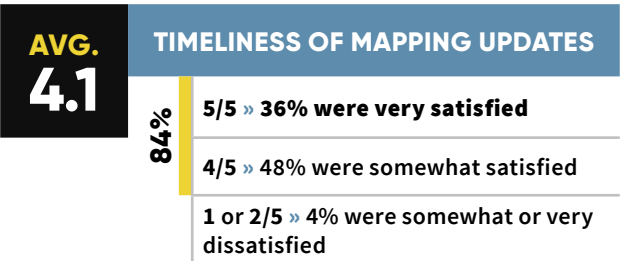 AVG.
4.1
TIMELINESS OF MAPPING UPDATES
84%
5/5 » 36% were very satisfied
4/5 » 48% were somewhat satisfied
1 or 2/5 » 4% were somewhat or very
dissatisfied